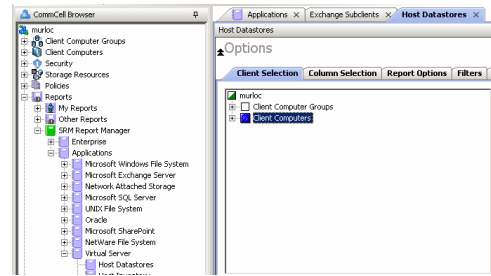 CommCell Browser
murloc
Client Computer Groups
Client Computers
Security
Storage Resources
Policies
Reports
My Reports
Other Reports
SRM Report Manager
Enterprise
Applications
Microsoft Windows File System
Microsoft Exchange Server
Network Attached Storage
Microsoft SQL Server
UNIX File System
Oracle
Microsoft SharePoint
NetWare File System
Virtual Server
Host Datastores
Host Inventory
Applications
Exchange Subclients
Host Datastores
Host Datastores
Options
Client Selection
Column Selection
Report Options
Filters
murloc
Client Computer Groups
Client Computers